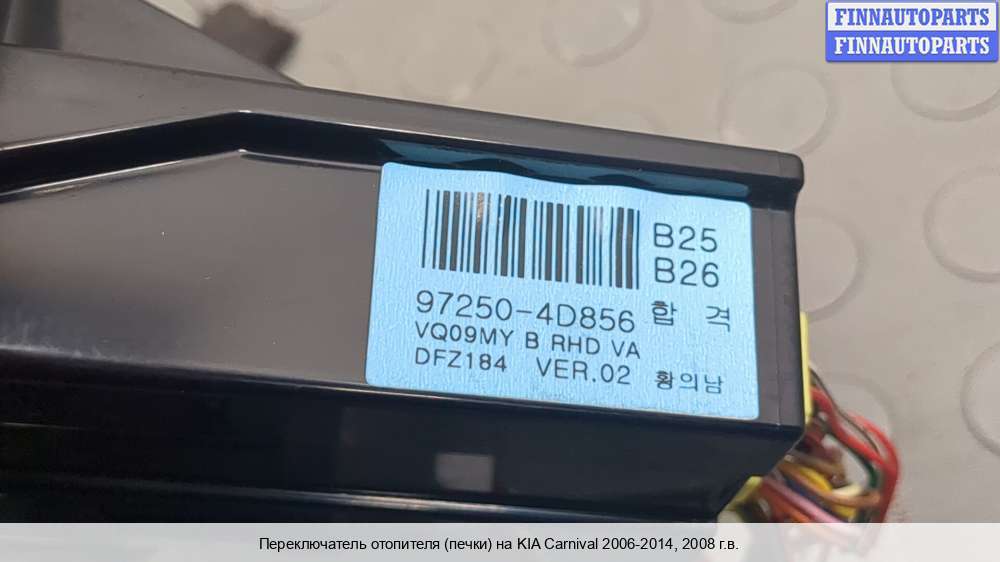 FINNAUTOPARTS
FINNAUTOPARTS
B25
B26
97250-4D856 합 격
VQ09MY B RHD VA
DFZ184 VER.02 황의남
Переключатель отопителя (печки) на KIA Carnival 2006-2014, 2008 г.в.